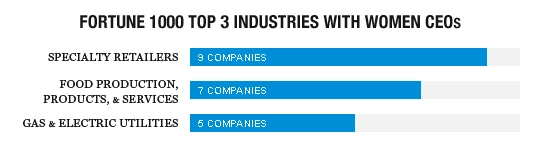 FORTUNE 1000 TOP 3 INDUSTRIES WITH WOMEN CEOs
SPECIALTY RETAILERS
9 COMPANIES
FOOD PRODUCTION,
PRODUCTS, & SERVICES
7 COMPANIES
GAS & ELECTRIC UTILITIES
5 COMPANIES